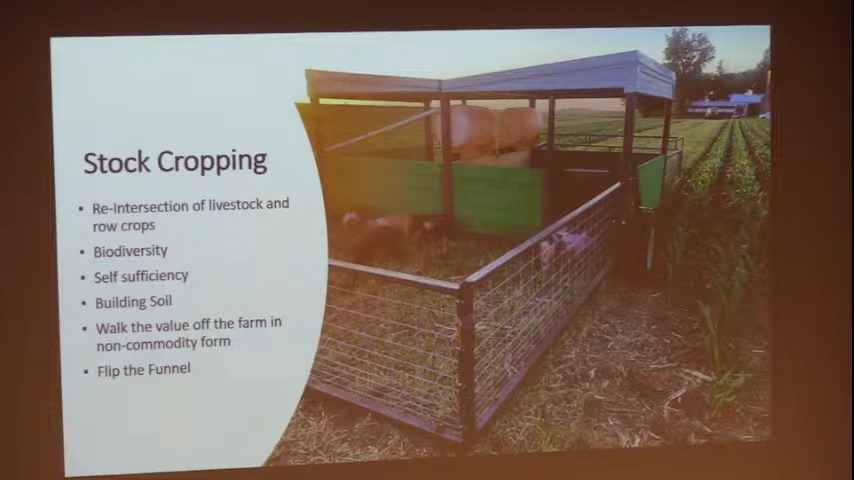 Stock Cropping
• Re-Intersection of livestock and
row crops
• Biodiversity
• Self sufficiency
• Building Soil
• Walk the value off the farm in
non-commodity form
• Flip the Funnel